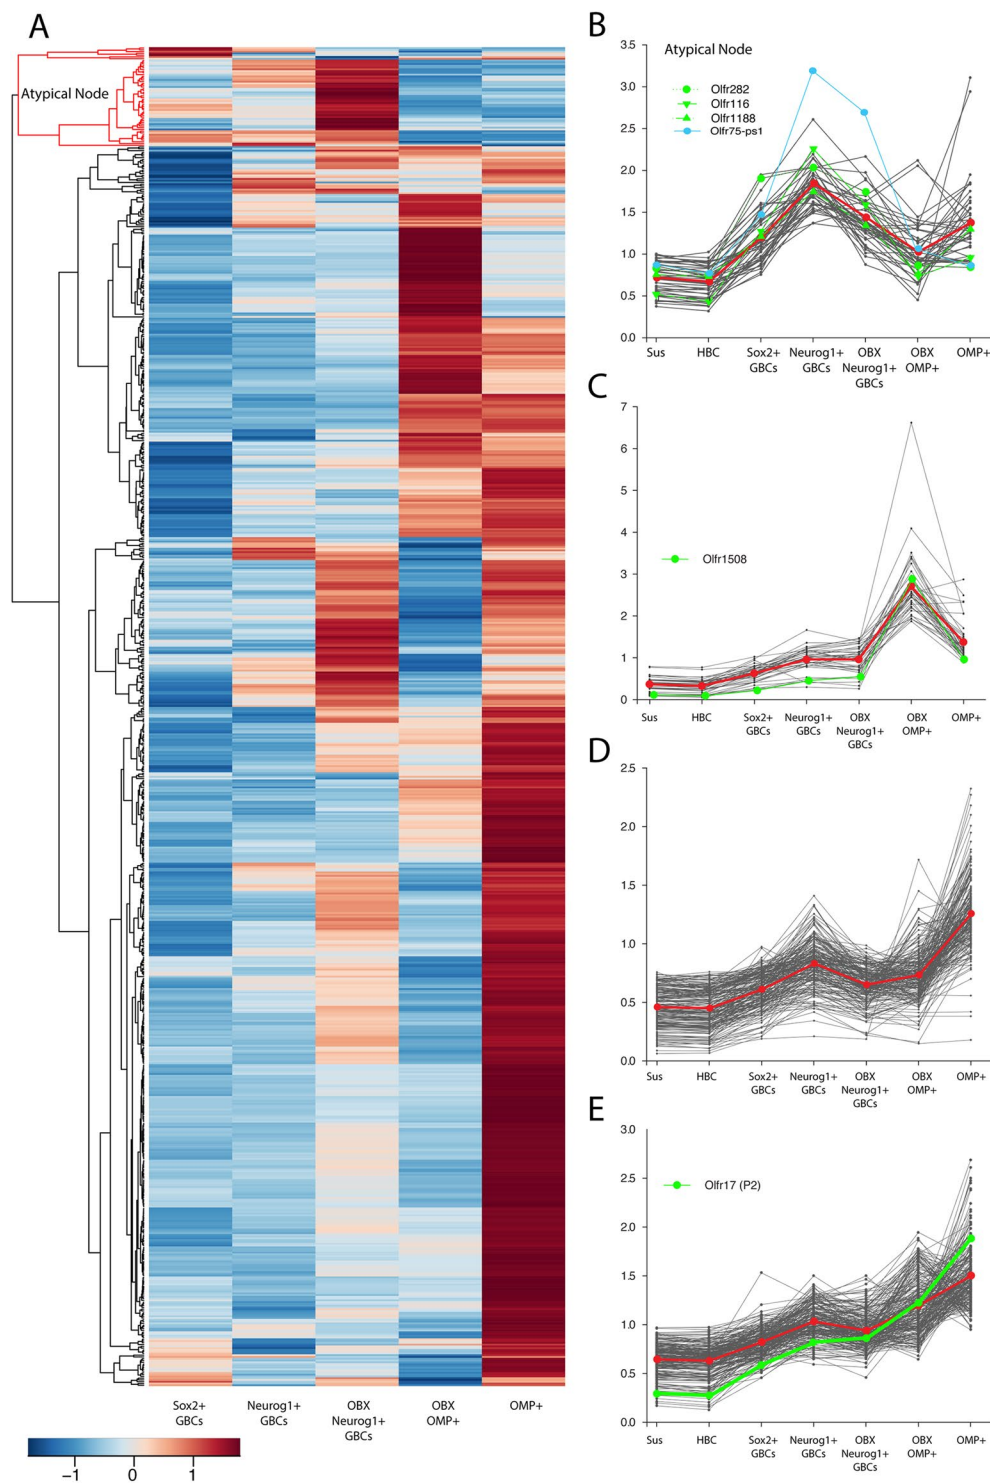 A
Atypical Node
Sox2+
GBCs
Neurog1+
GBCs
OBX
Neurog1+
GBCs
OBX
OMP+
OMP+
−1
0
1
B
Atypical Node
Olfr282
Olfr116
Olfr1188
Olfr75-ps1
3.5
3.0
2.5
2.0
1.5
1.0
0.5
0.0
Sus
HBC
Sox2+
GBCs
Neurog1+
GBCs
OBX
Neurog1+
GBCs
OBX
OMP+
OMP+
C
Olfr1508
7
6
5
4
3
2
1
0
Sus
HBC
Sox2+
GBCs
Neurog1+
GBCs
OBX
Neurog1+
GBCs
OBX
OMP+
OMP+
D
2.5
2.0
1.5
1.0
0.5
0.0
Sus
HBC
Sox2+
GBCs
Neurog1+
GBCs
OBX
Neurog1+
GBCs
OBX
OMP+
OMP+
E
Olfr17 (P2)
3.0
2.5
2.0
1.5
1.0
0.5
0.0
Sus
HBC
Sox2+
GBCs
Neurog1+
GBCs
OBX
Neurog1+
GBCs
OBX
OMP+
OMP+